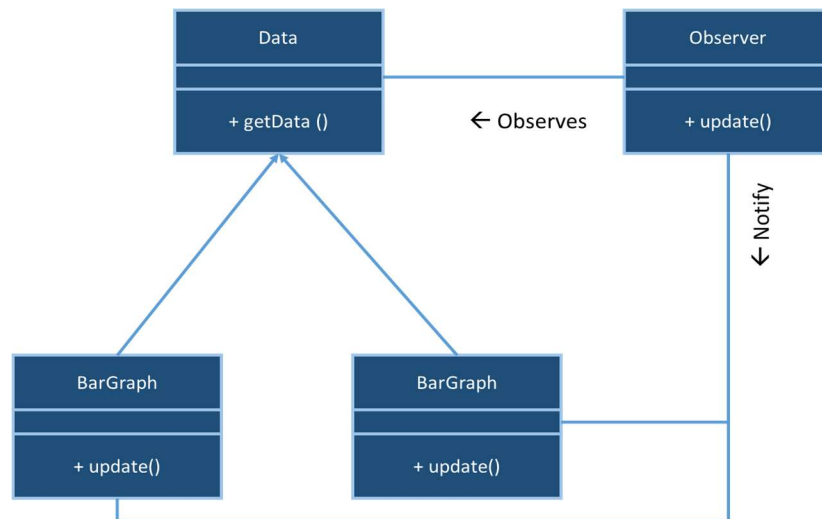 Data
+ getData ()
Observer
+ update()
← Observes
← Notify
BarGraph
+ update()
BarGraph
+ update()